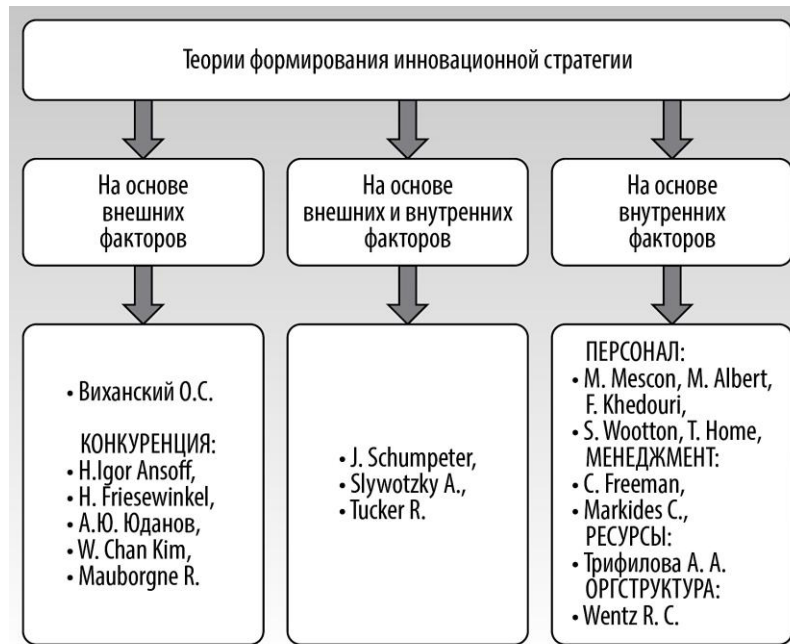 Теории формирования инновационной стратегии
На основе
внешних
факторов
На основе
внешних и внутренних
факторов
На основе
внутренних
факторов
• Виханский О.С.
КОНКУРЕНЦИЯ:
• H.Igor Ansoff,
• H. Friesewinkel,
• А.Ю. Юданов,
• W. Chan Kim,
• Mauborgne R.
• J. Schumpeter,
• Slywotzky A.,
• Tucker R.
ПЕРСОНАЛ:
• M. Mescon, M. Albert,
F. Khedouri,
• S. Wootton, T. Home,
МЕНЕДЖМЕНТ:
• C. Freeman,
• Markides C.,
РЕСУРСЫ:
• Трифилова А. А.
ОРГСТРУКТУРА:
• Wentz R. C.